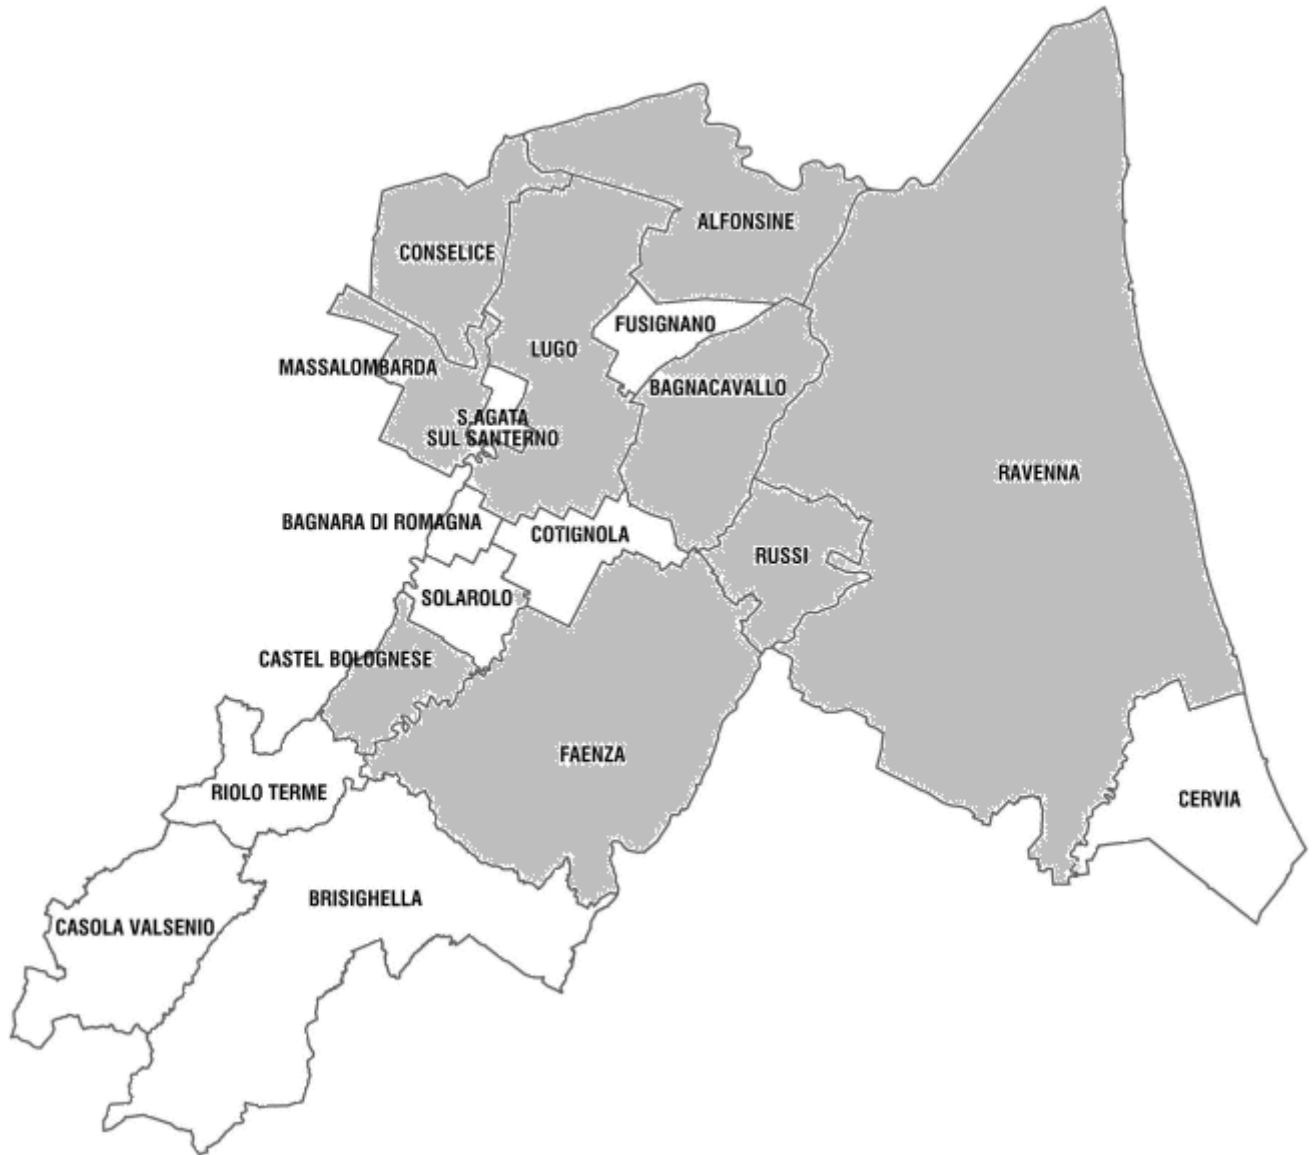 ALFONSINE
CONSELICE
FUSIGNANO
LUGO
MASSALOMBARDA
BAGNACAVALLO
S.AGATA
SUL SANTERNO
RAVENNA
BAGNARA DI ROMAGNA
COTIGNOLA
RUSSI
SOLAROLO
CASTEL BOLOGNESE
FAENZA
RIOLO TERME
CERVIA
BRISIGHELLA
CASOLA VALSENIO